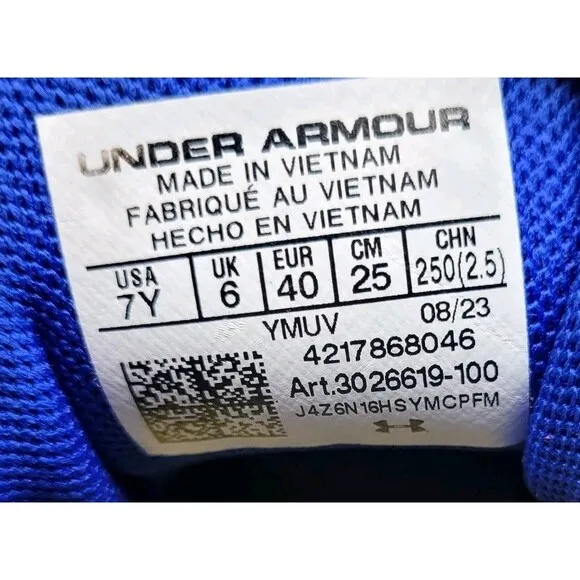 UNDER ARMOUR
MADE IN VIETNAM
FABRIQUÉ AU VIETNAM
HECHO EN VIETNAM
USA UK EUR CM CHN
7Y 6 40 25 250(2.5)
YMUV 08/23
4217868046
Art.3026619-100
J4Z6N16HSYMCPFM